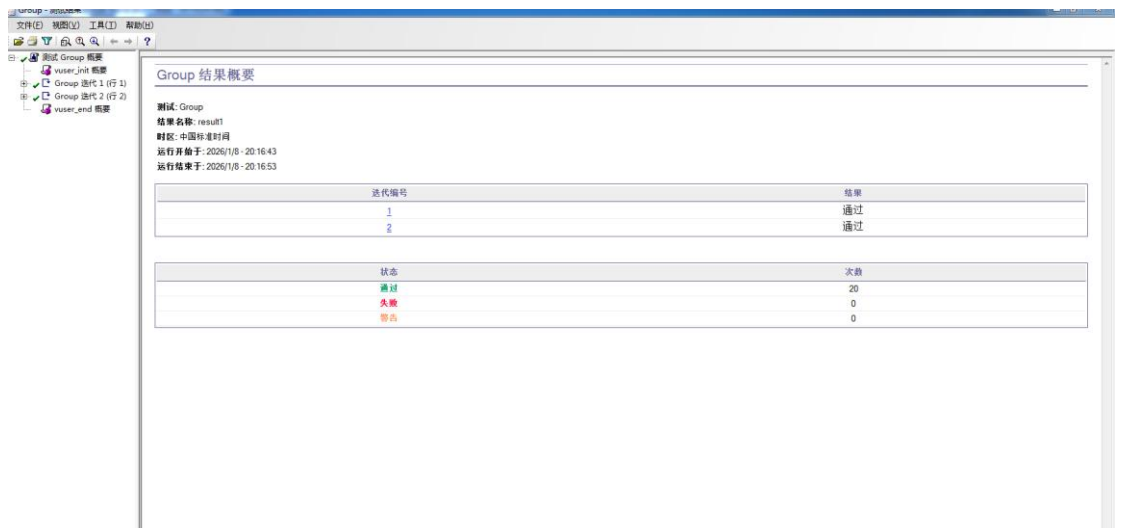 Group - 测试结果
文件(F) 视图(V) 工具(T) 帮助(H)
测试 Group 概要
vuser_init 概要
Group 迭代 1 (行 1)
Group 迭代 2 (行 2)
vuser_end 概要
Group 结果概要
测试: Group
结果名称: result1
时区: 中国标准时间
运行开始于: 2026/1/8 - 20:16:43
运行结束于: 2026/1/8 - 20:16:53
迭代编号 结果
1 通过
2 通过
状态 次数
通过 20
失败 0
警告 0